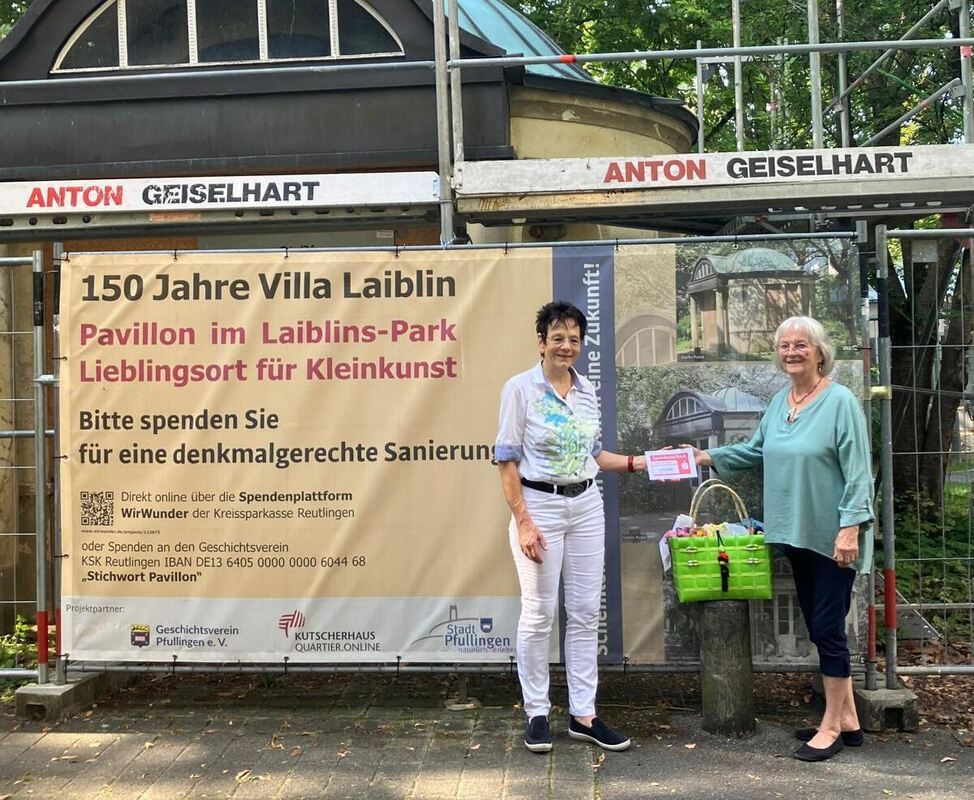 ANTON GEISELHART
ANTON GEISELHART
150 Jahre Villa Laiblin
Pavillon im Laiblins-Park
Lieblingsort für Kleinkunst
Bitte spenden Sie
für eine denkmalgerechte Sanierung
Direkt online über die Spendenplattform
WirWunder der Kreissparkasse Reutlingen
oder Spenden an den Geschichtsverein
KSK Reutlingen IBAN DE13 6405 0000 0000 6044 68
„Stichwort Pavillon“
Projektpartner:
Geschichtsverein
Pfullingen e. V.
KUTSCHERHAUS
QUARTIER.ONLINE
Stadt
Pfullingen
eine Zukunft!